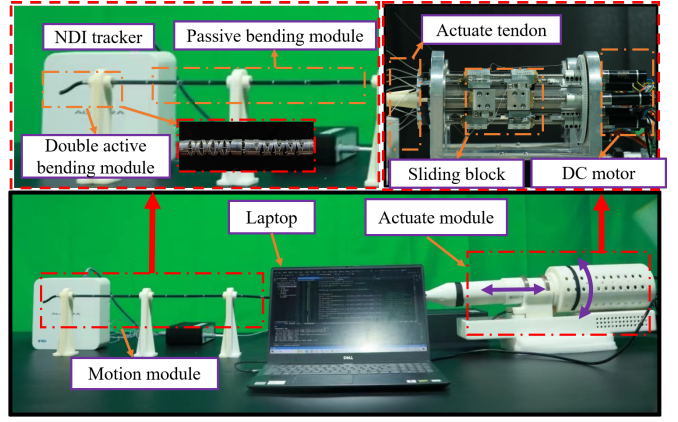 NDI tracker
Passive bending module
Actuate tendon
Double active
bending module
Sliding block
DC motor
Laptop
Actuate module
DELL
Motion module